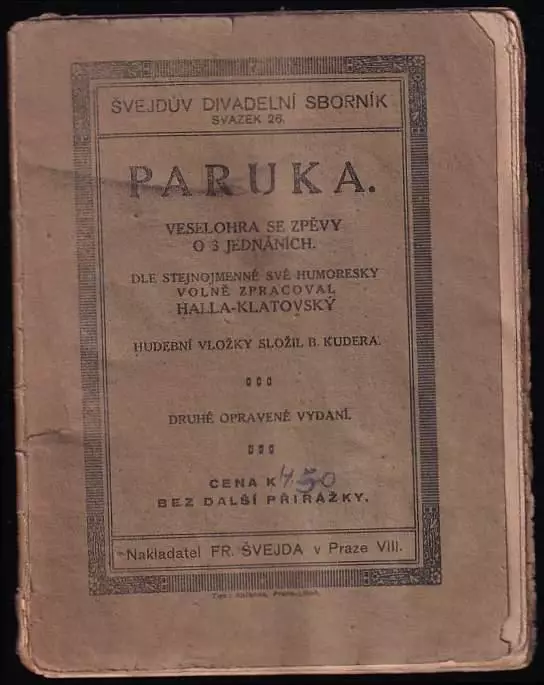 ŠVEJDŮV DIVADELNÍ SBORNÍK
SVAZEK 26.
PARUKA.
VESELOHRA SE ZPĚVY
O 3 JEDNÁNÍCH.
DLE STEJNOJMENNÉ SVÉ HUMORESKY
VOLNĚ ZPRACOVAL
HALLA-KLATOVSKÝ
HUDEBNÍ VLOŽKY SLOŽIL B. KUDERA.
DRUHÉ OPRAVENÉ VYDANÍ.
CENA K 4.50
BEZ DALŠÍ PŘIRÁŽKY.
Nakladatel FR. ŠVEJDA v Praze VIII.